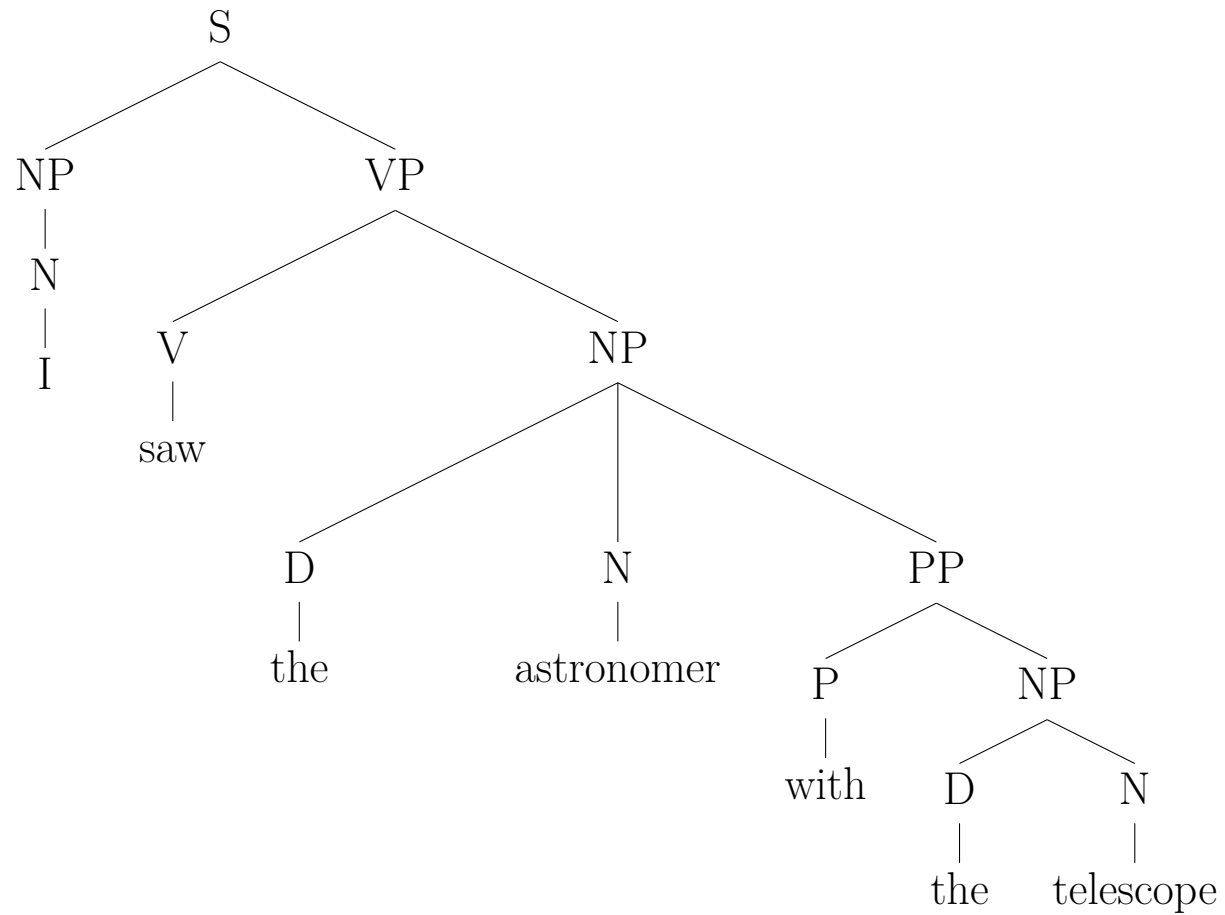 S
NP VP
N
V NP
I
saw
D N PP
the astronomer
P NP
with
D N
the telescope